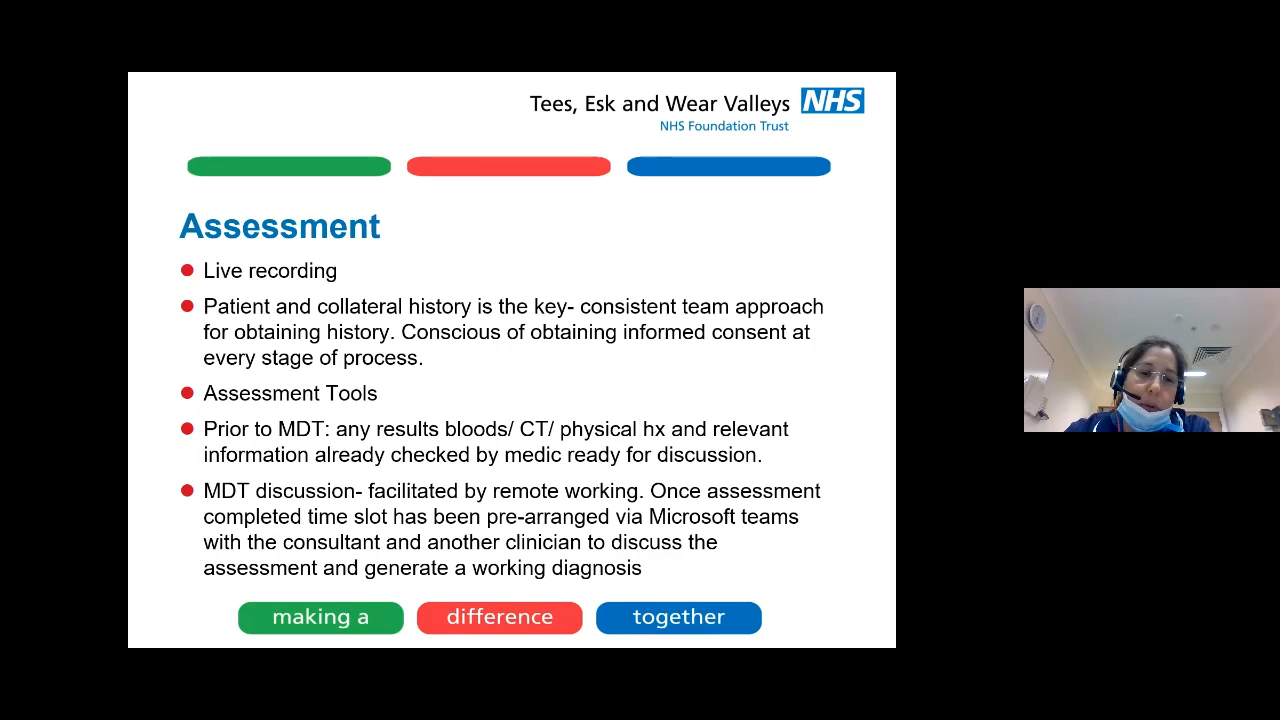 Tees, Esk and Wear Valleys NHS
NHS Foundation Trust
Assessment
Live recording
Patient and collateral history is the key- consistent team approach
for obtaining history. Conscious of obtaining informed consent at
every stage of process.
Assessment Tools
Prior to MDT: any results bloods/ CT/ physical hx and relevant
information already checked by medic ready for discussion.
MDT discussion- facilitated by remote working. Once assessment
completed time slot has been pre-arranged via Microsoft teams
with the consultant and another clinician to discuss the
assessment and generate a working diagnosis
making a difference together